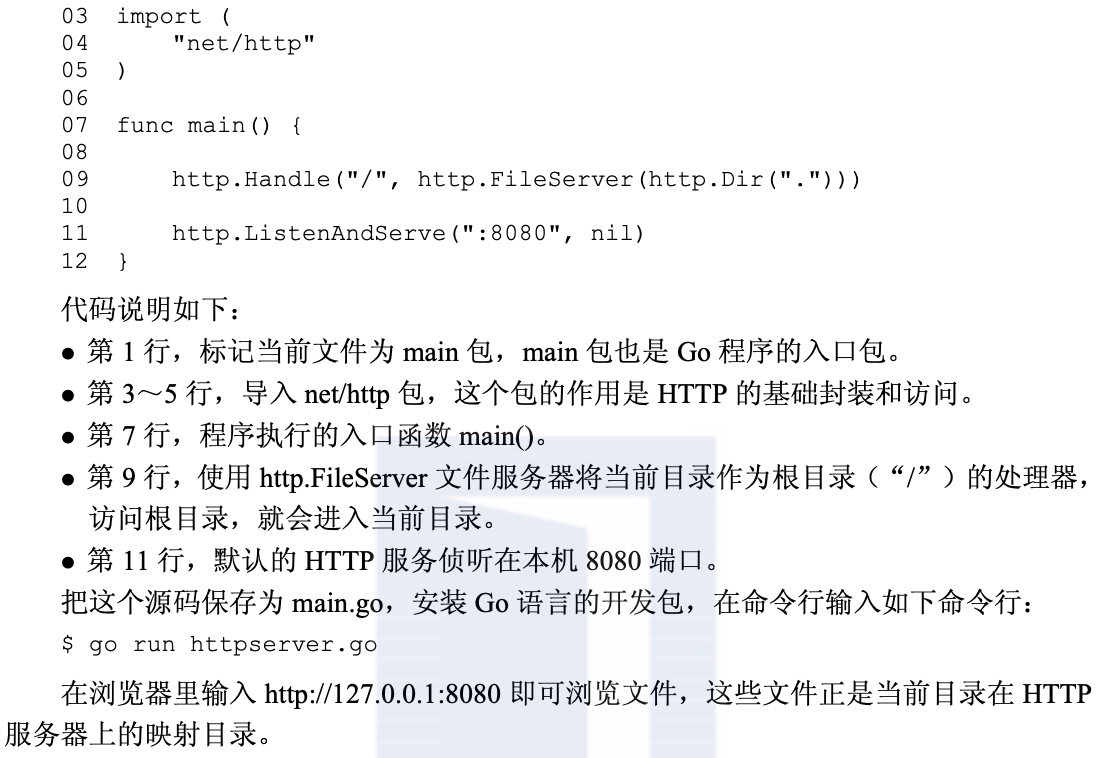 03 import (
04     "net/http"
05 )
06
07 func main() {
08
09     http.Handle("/", http.FileServer(http.Dir(".")))
10
11     http.ListenAndServe(":8080", nil)
12 }
代码说明如下：
● 第 1 行，标记当前文件为 main 包，main 包也是 Go 程序的入口包。
● 第 3～5 行，导入 net/http 包，这个包的作用是 HTTP 的基础封装和访问。
● 第 7 行，程序执行的入口函数 main()。
● 第 9 行，使用 http.FileServer 文件服务器将当前目录作为根目录（“/”）的处理器，
访问根目录，就会进入当前目录。
● 第 11 行，默认的 HTTP 服务侦听在本机 8080 端口。
把这个源码保存为 main.go，安装 Go 语言的开发包，在命令行输入如下命令行：
$ go run httpserver.go
在浏览器里输入 http://127.0.0.1:8080 即可浏览文件，这些文件正是当前目录在 HTTP
服务器上的映射目录。